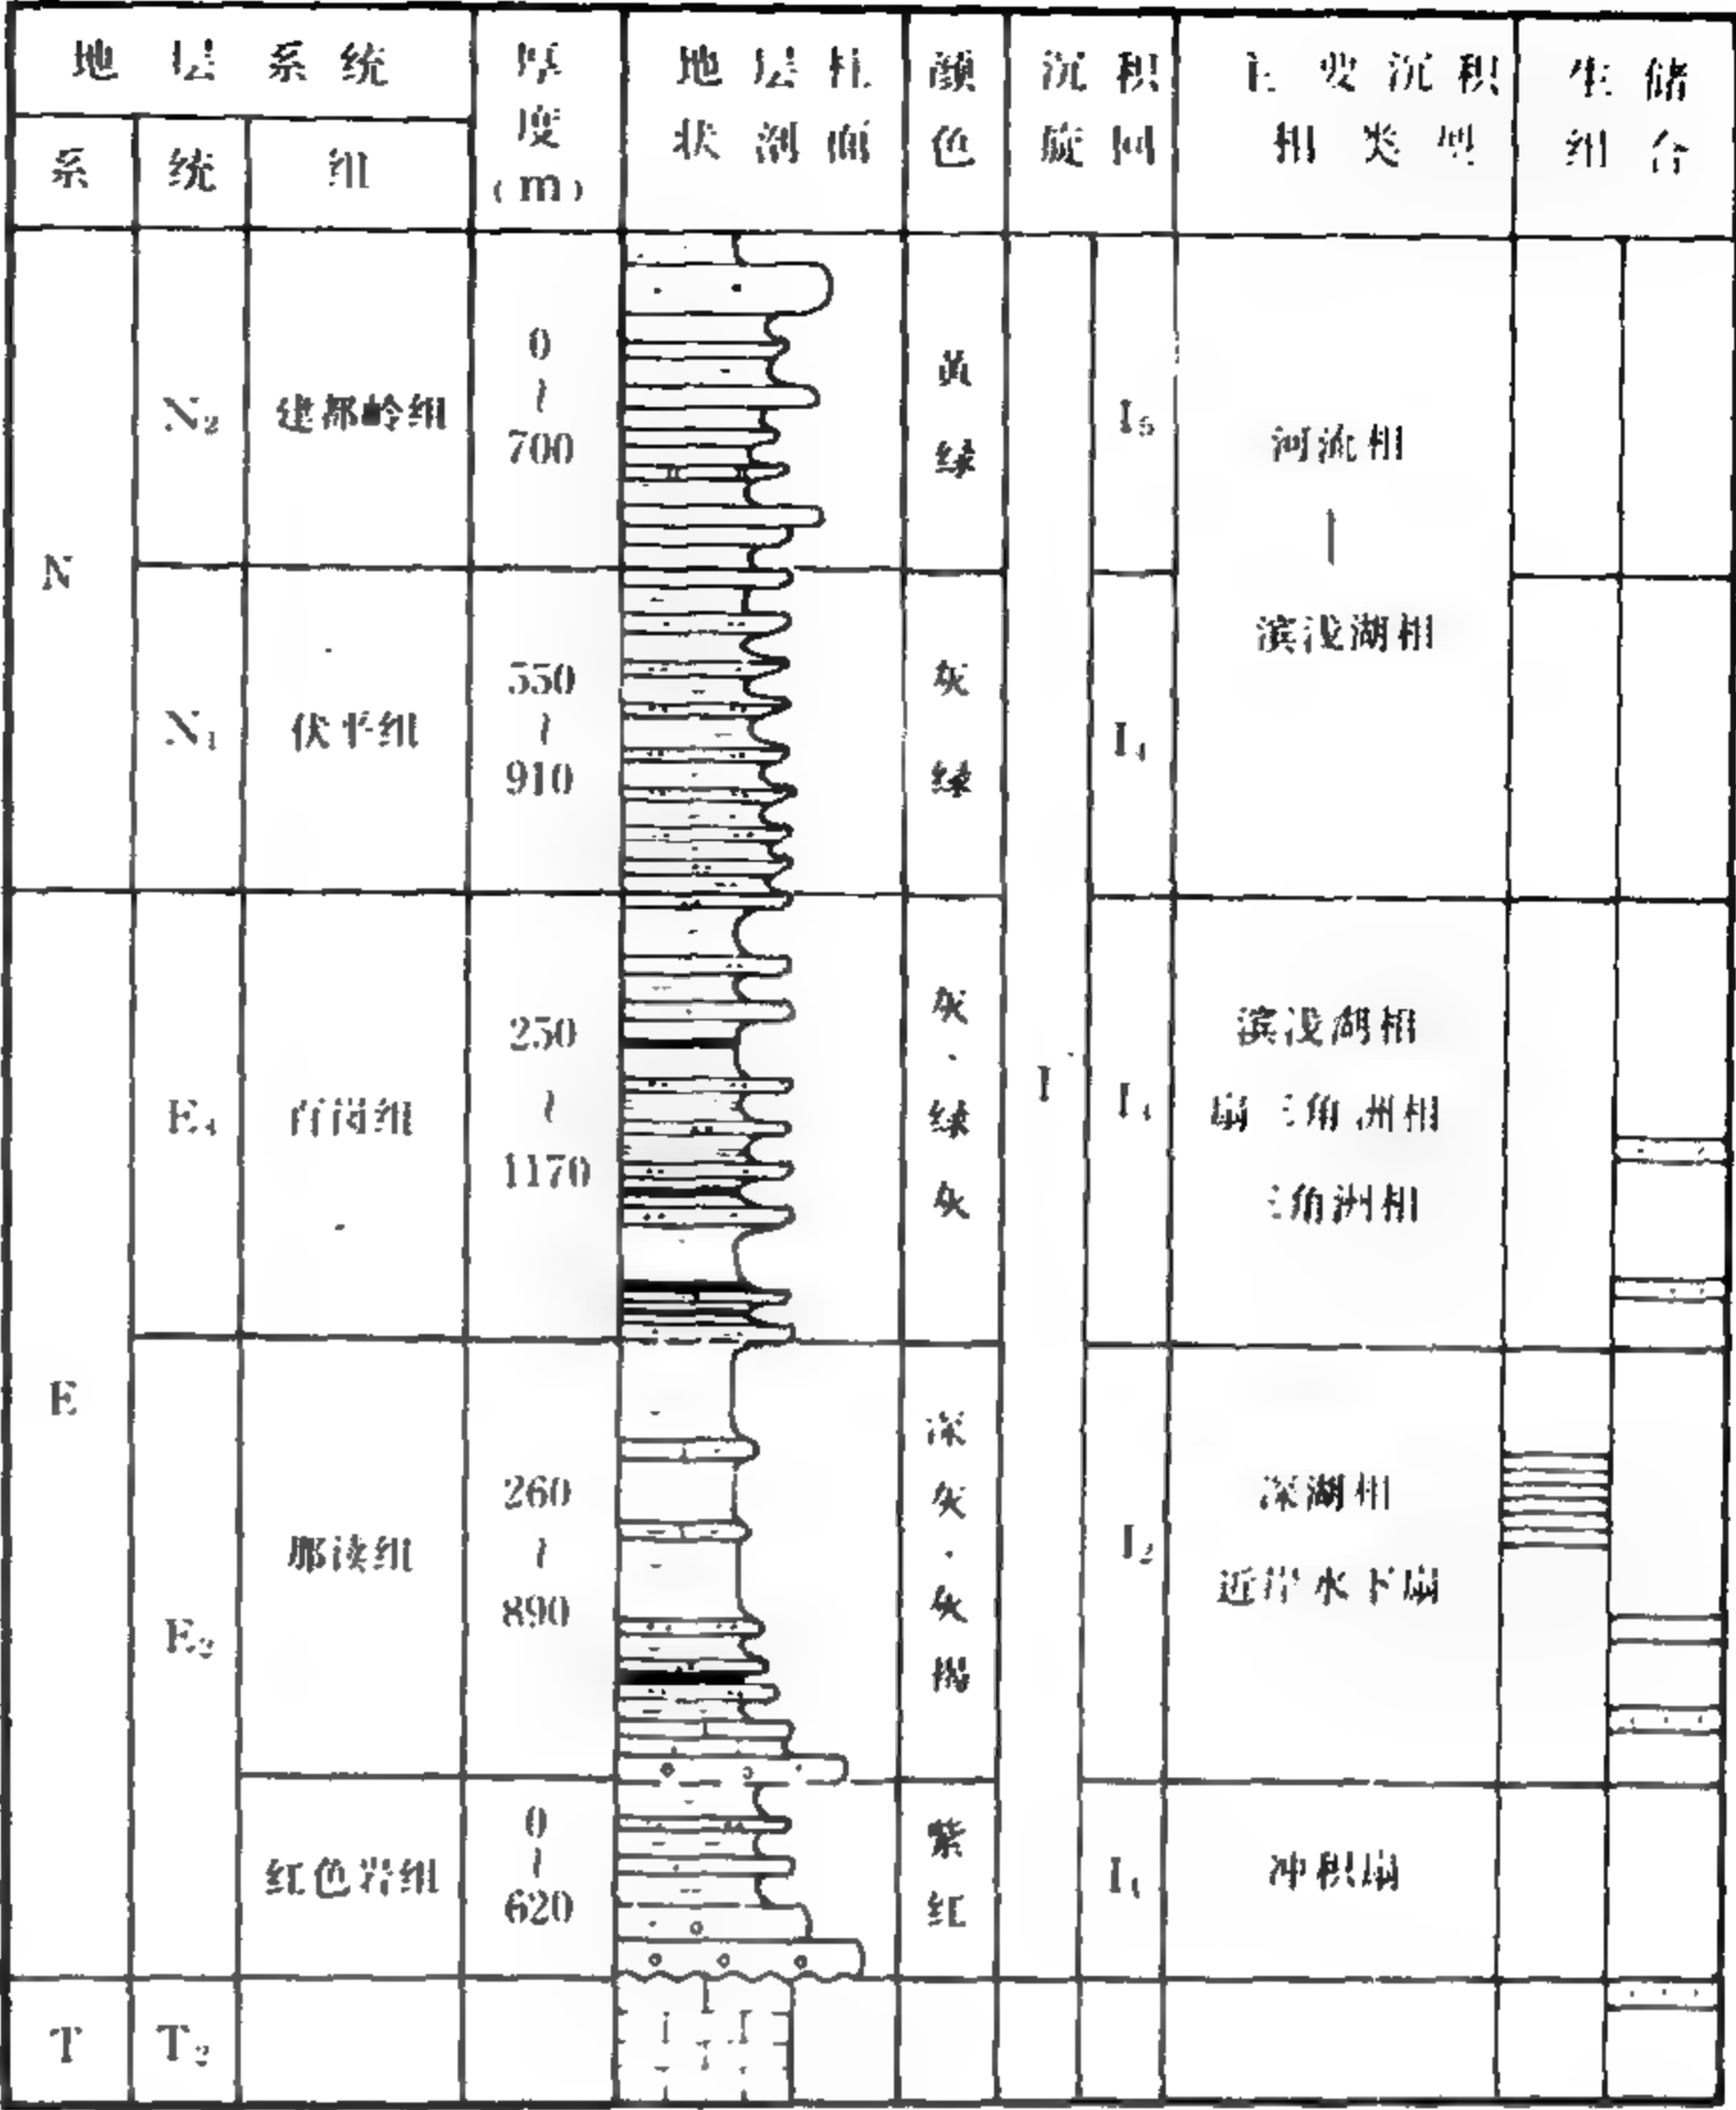 地层系统
厚度(m)
地层柱状剖面
颜色
沉积旋回
主要沉积相类型
生储组合
系
统
组
N
N₂
建都岭组
0~700
黄绿
I₅
河流相
|
滨浅湖相
N₁
伏平组
550~910
灰绿
I₄
E
百岗组
250~1170
灰·绿灰
I
滨浅湖相
扇三角洲相
三角洲相
E₂
那读组
260~890
深灰·灰褐
I₂
深湖相
近岸水下扇
红色岩组
0~620
紫红
I₁
冲积扇
T
T₂